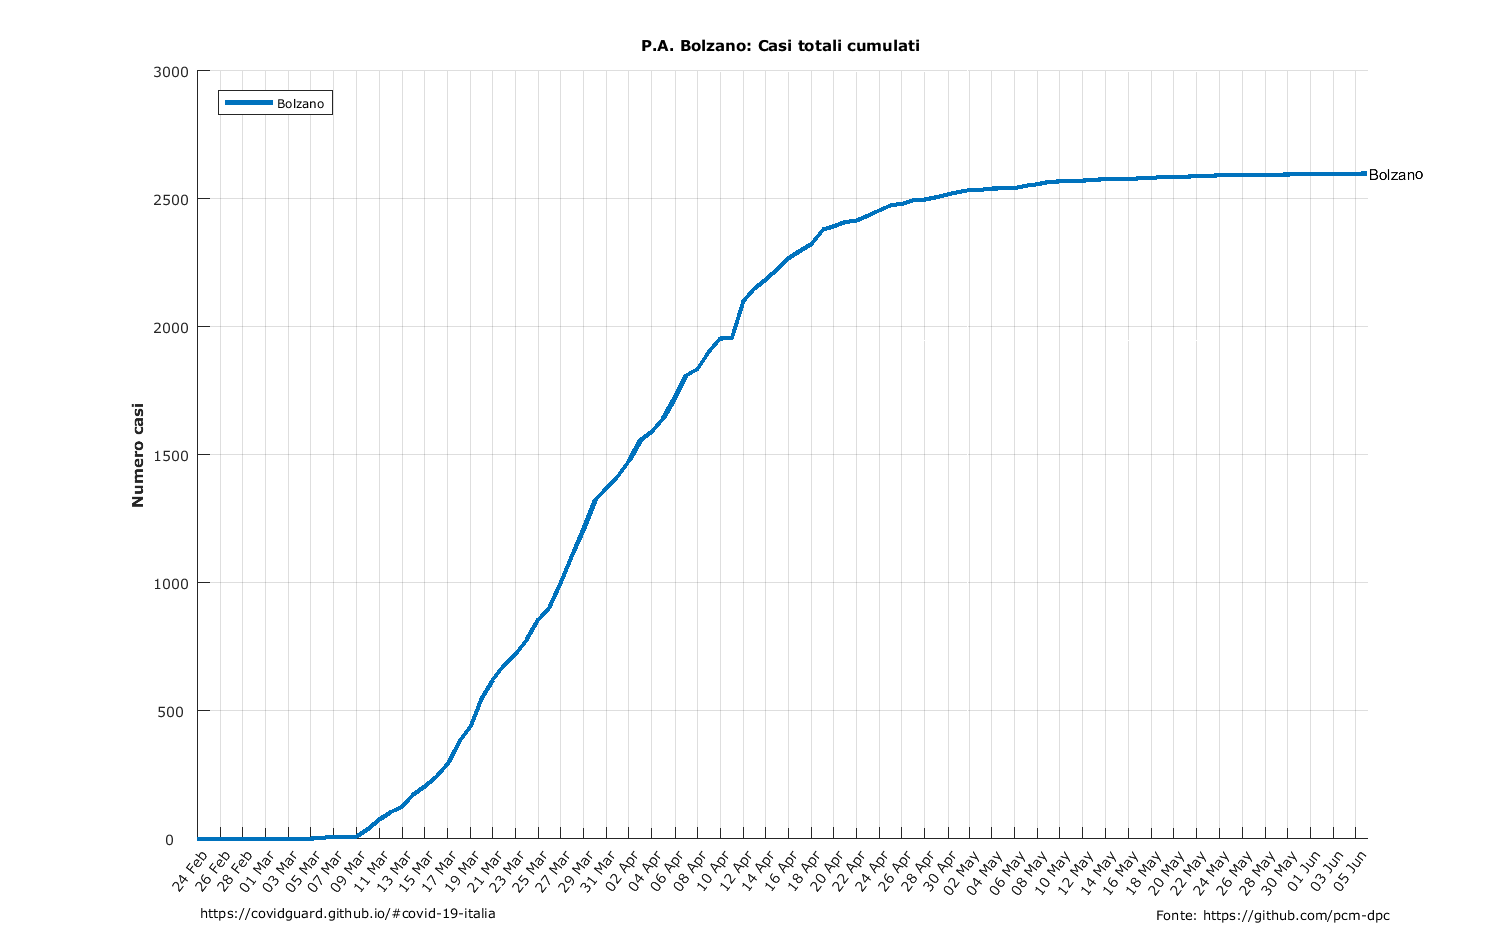 P.A. Bolzano: Casi totali cumulati
3000
2500
2000
1500
1000
500
0
Numero casi
Bolzano
Bolzano
24 Feb
26 Feb
28 Feb
01 Mar
03 Mar
05 Mar
07 Mar
09 Mar
11 Mar
13 Mar
15 Mar
17 Mar
19 Mar
21 Mar
23 Mar
25 Mar
27 Mar
29 Mar
31 Mar
02 Apr
04 Apr
06 Apr
08 Apr
10 Apr
12 Apr
14 Apr
16 Apr
18 Apr
20 Apr
22 Apr
24 Apr
26 Apr
28 Apr
30 Apr
02 May
04 May
06 May
08 May
10 May
12 May
14 May
16 May
18 May
20 May
22 May
24 May
26 May
28 May
30 May
01 Jun
03 Jun
05 Jun
https://covidguard.github.io/#covid-19-italia
Fonte: https://github.com/pcm-dpc